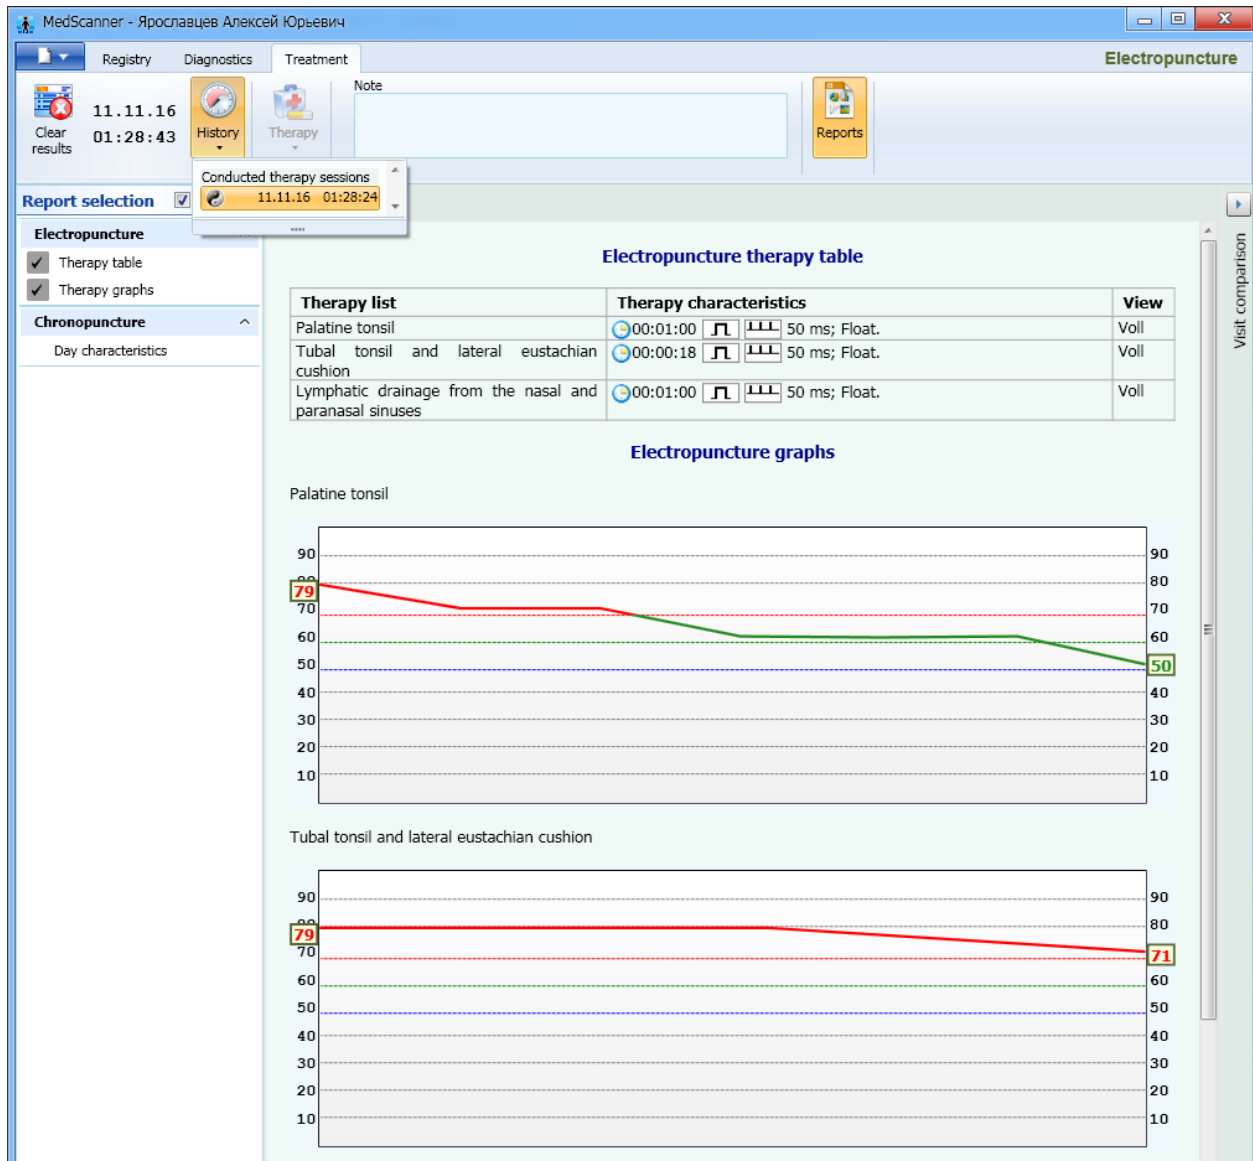 MedScanner - Ярославцев Алексей Юрьевич
Registry Diagnostics Treatment Electropuncture
Clear results
11.11.16
01:28:43
History
Therapy
Note
Reports
Conducted therapy sessions
11.11.16 01:28:24
Report selection
Electropuncture
Therapy table
Therapy graphs
Chronopuncture
Day characteristics
Visit comparison
Electropuncture therapy table
Therapy list Therapy characteristics View
Palatine tonsil 00:01:00 50 ms; Float. Voll
Tubal tonsil and lateral eustachian 00:00:18 50 ms; Float. Voll
cushion
Lymphatic drainage from the nasal and 00:01:00 50 ms; Float. Voll
paranasal sinuses
Electropuncture graphs
Palatine tonsil
90 90
80 80
79
70 70
60 60
50 50
40 40
30 30
20 20
10 10
Tubal tonsil and lateral eustachian cushion
90 90
80 80
79 71
70
60 60
50 50
40 40
30 30
20 20
10 10